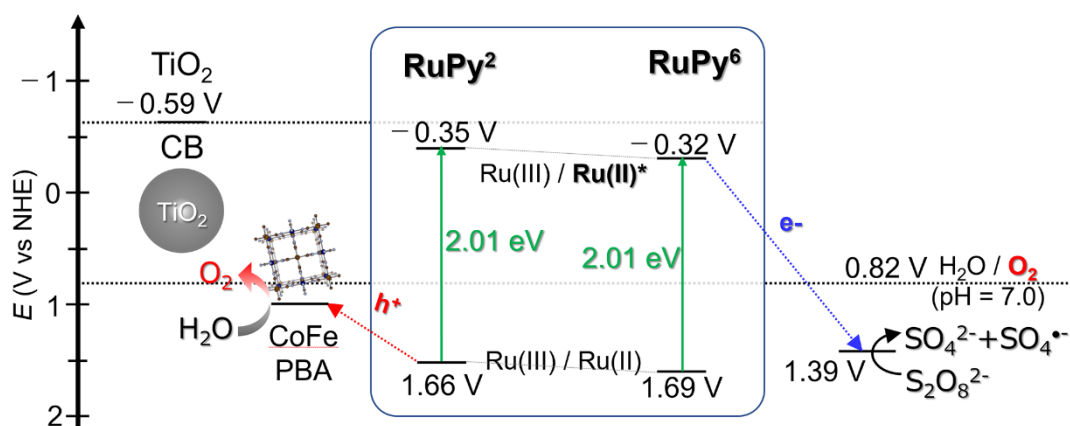 E (V vs NHE)
− 1
0
1
2
TiO₂
− 0.59 V
CB
TiO₂
O₂
H₂O
CoFe
PBA
h⁺
RuPy²
RuPy⁶
− 0.35 V
− 0.32 V
Ru(III) / Ru(II)*
2.01 eV
2.01 eV
Ru(III) / Ru(II)
1.66 V
1.69 V
e-
0.82 V
H₂O / O₂
(pH = 7.0)
1.39 V
SO₄²⁻+SO₄•⁻
S₂O₈²⁻